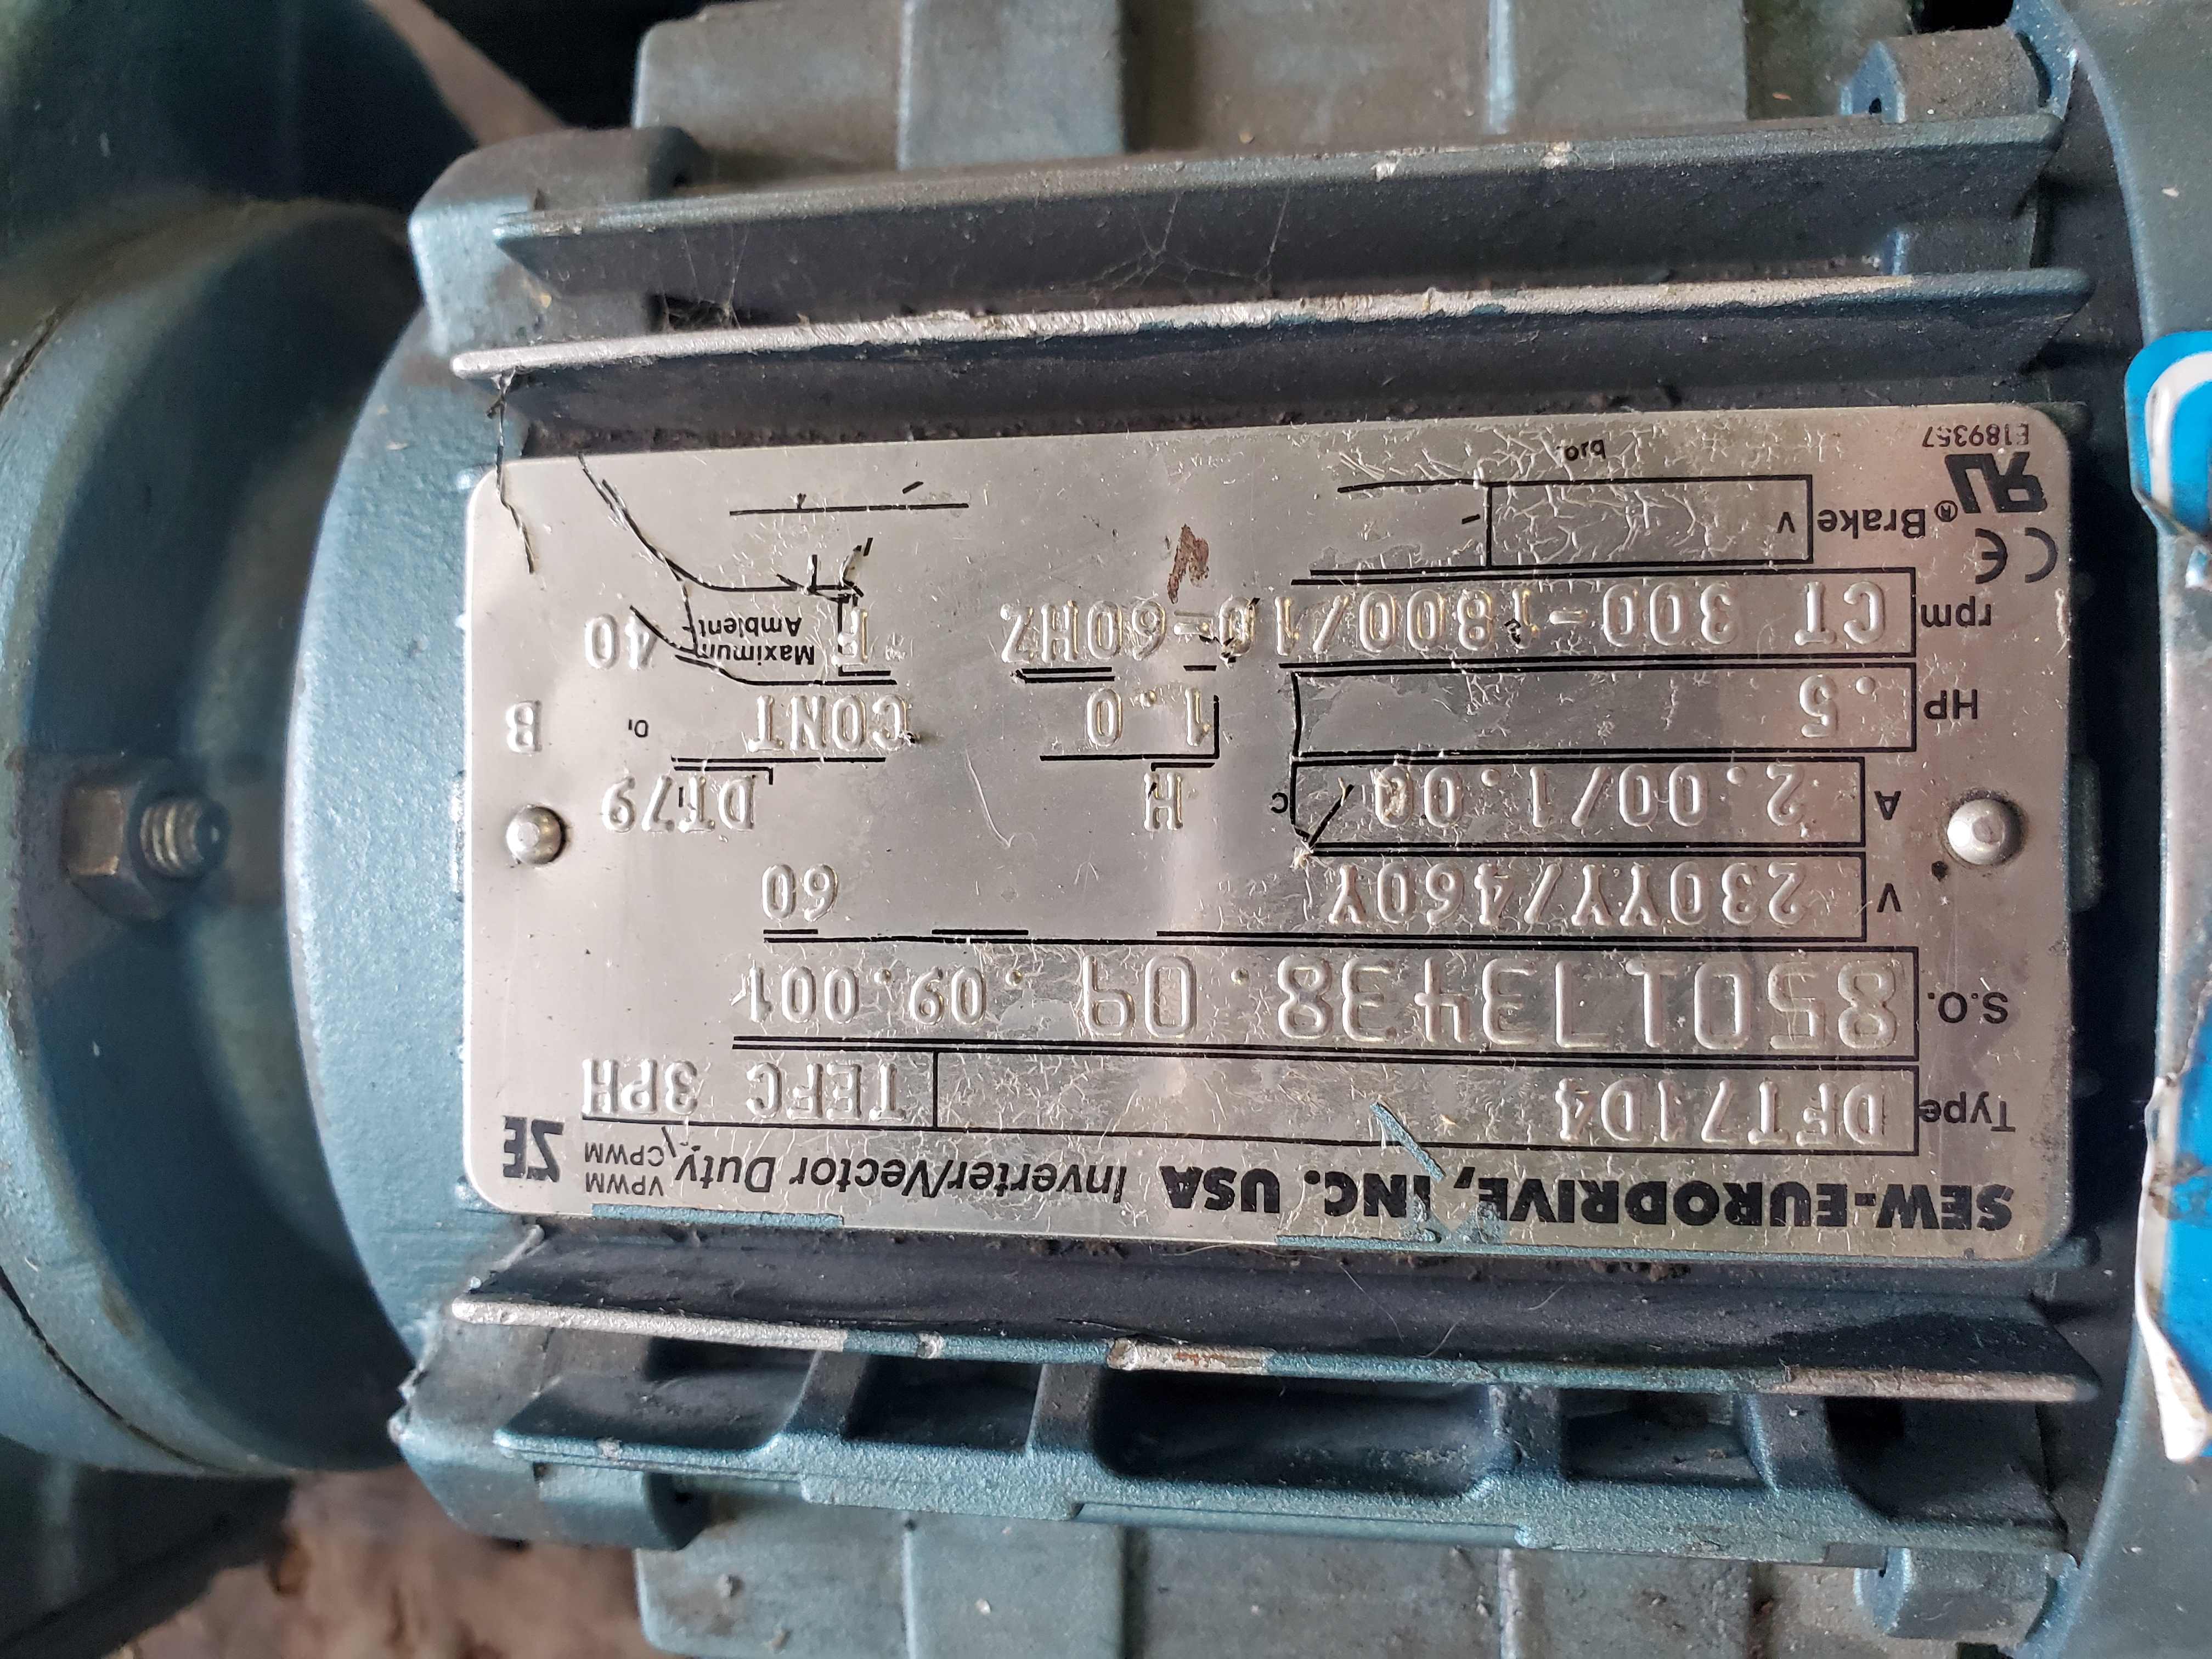 SEW-EURODRIVE, INC. USA Inverter/Vector Duty VPWM CPWM
Type DFT71D4 TEFC 3PH
S.O. 850173438.09 .09.001
V 230YY/460Y 60
A 2.00/1.00 C H DT79
HP .5 1.0 CONT B
rpm CT 300-1800/10-60HZ F Maximum Ambient 40
CE
® Brake V
E189357